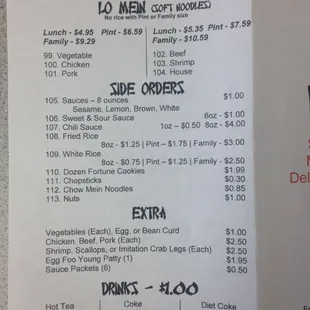 LO MEIN (SOFT NOODLES)
No rice with Pint or Family size
Lunch - $4.95 Pint - $6.59 Lunch - $5.35 Pint - $7.59
Family - $9.29 Family - $10.59
99. Vegetable 102. Beef
100. Chicken 103. Shrimp
101. Pork 104. House
SIDE ORDERS
105. Sauces – 8 ounces $1.00
Sesame, Lemon, Brown, White
106. Sweet & Sour Sauce 8oz - $1.00
107. Chili Sauce 1oz – $0.50 8oz - $4.00
108. Fried Rice
8oz - $1.25 | Pint – $1.75 | Family - $3.00
109. White Rice
8oz - $0.75 | Pint – $1.25 | Family - $2.50
110. Dozen Fortune Cookies $1.99
111. Chopsticks $0.30
112. Chow Mein Noodles $0.85
113. Nuts $1.00
EXTRA
Vegetables (Each), Egg, or Bean Curd $1.00
Chicken, Beef, Pork (Each) $2.50
Shrimp, Scallops, or Imitation Crab Legs (Each) $2.50
Egg Foo Young Patty (1) $1.95
Sauce Packets (6) $0.50
DRINKS - $1.00
Hot Tea Coke Diet Coke
Del